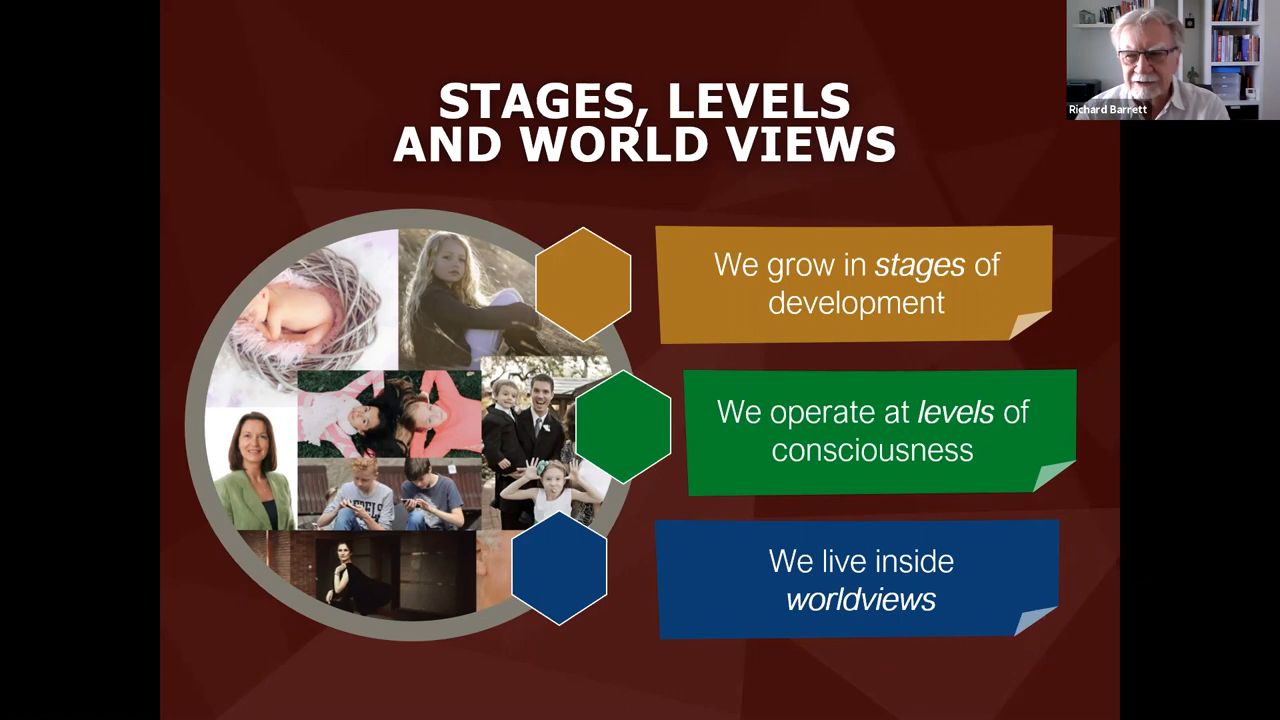 STAGES, LEVELS
AND WORLD VIEWS
Richard Barrett
We grow in stages of
development
We operate at levels of
consciousness
We live inside
worldviews